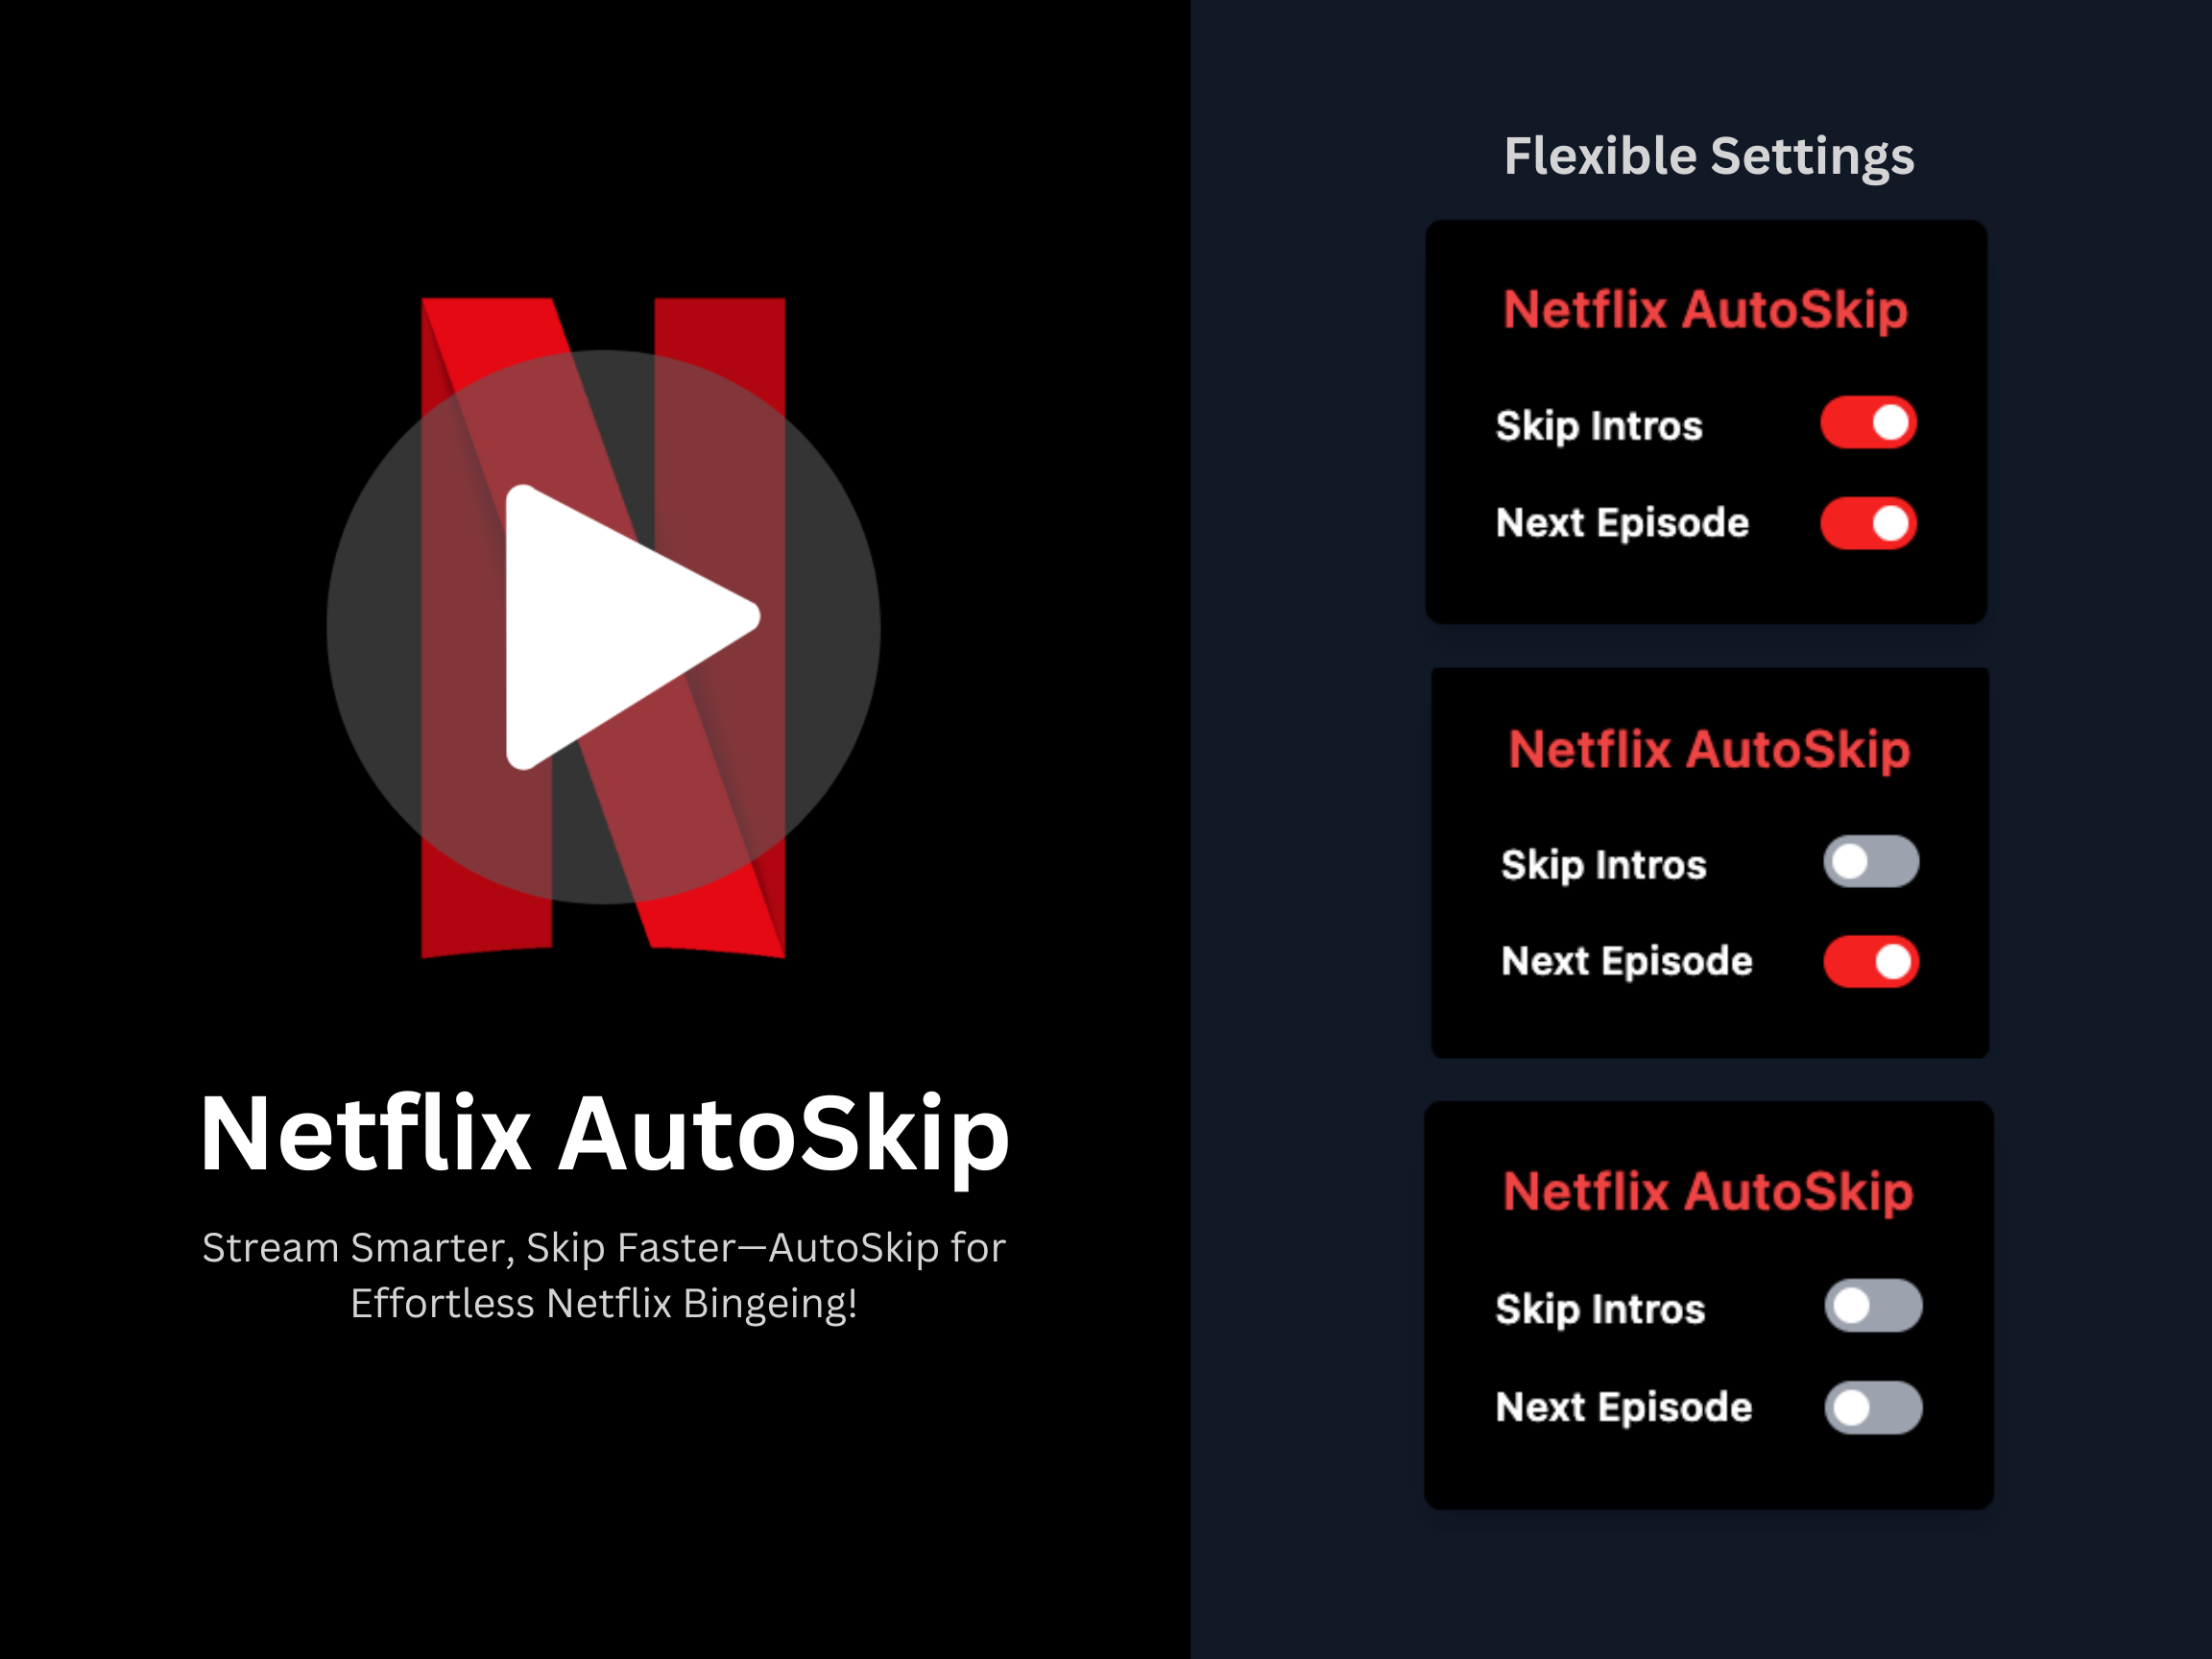 Netflix AutoSkip
Stream Smarter, Skip Faster—AutoSkip for
Effortless Netflix Bingeing!
Flexible Settings
Netflix AutoSkip
Skip Intros
Next Episode
Netflix AutoSkip
Skip Intros
Next Episode
Netflix AutoSkip
Skip Intros
Next Episode